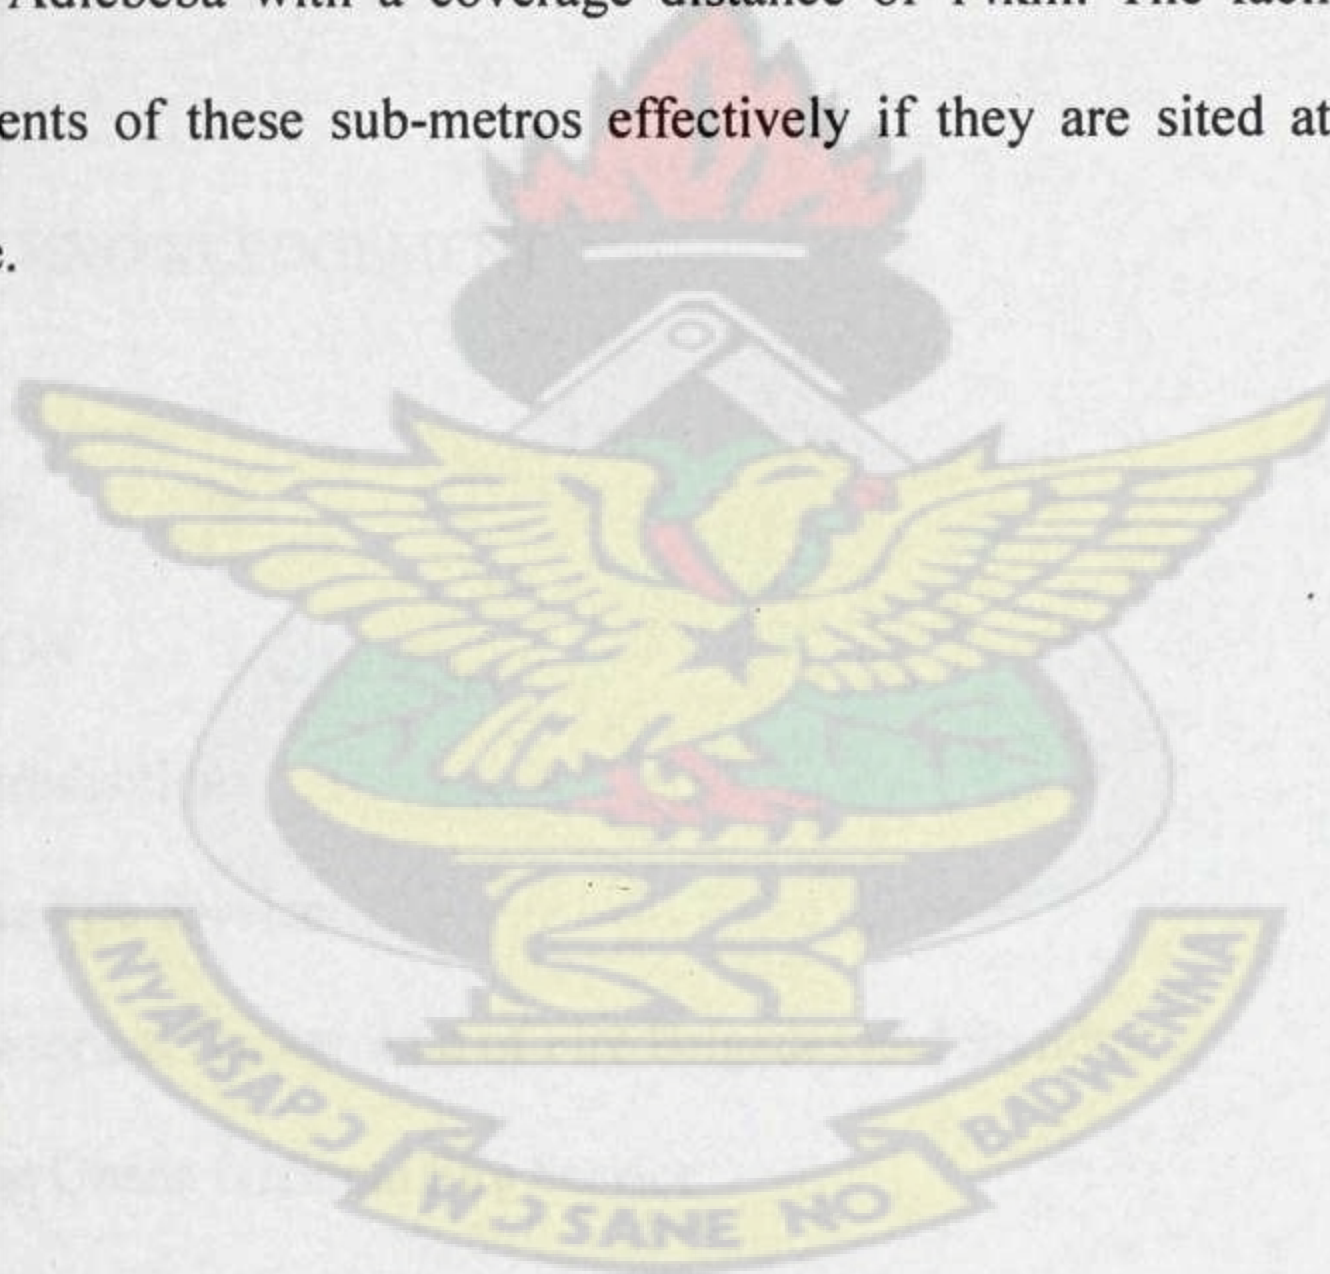 ents of these sub-metros effectively if they are sited at
NYANSAPƆ
WƆSANE NO
BADWENMA